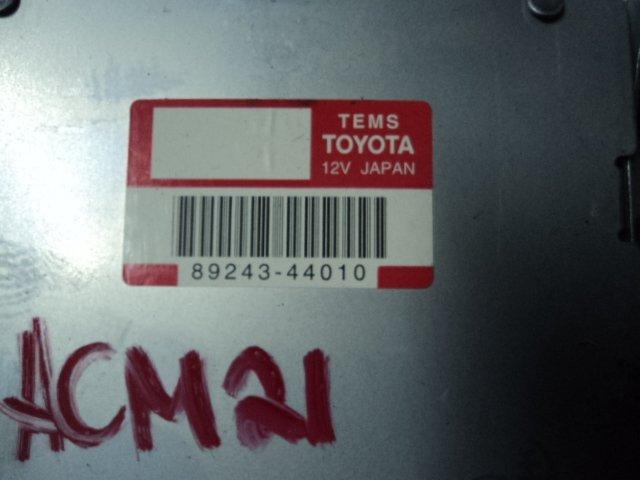 TEMS
TOYOTA
12V JAPAN
89243-44010
ACM21